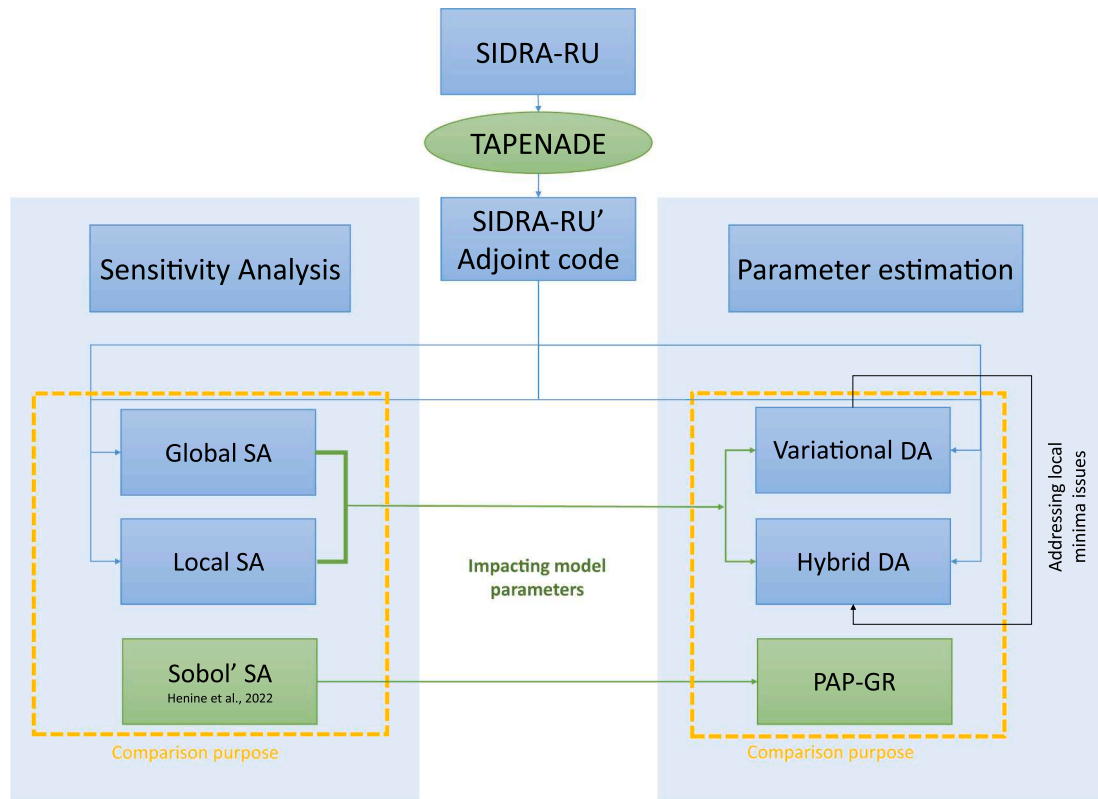 SIDRA-RU
TAPENADE
SIDRA-RU’
Adjoint code
Sensitivity Analysis
Parameter estimation
Global SA
Local SA
Sobol’ SA
Henine et al., 2022
Comparison purpose
Impacting model
parameters
Variational DA
Hybrid DA
PAP-GR
Comparison purpose
Addressing local
minima issues